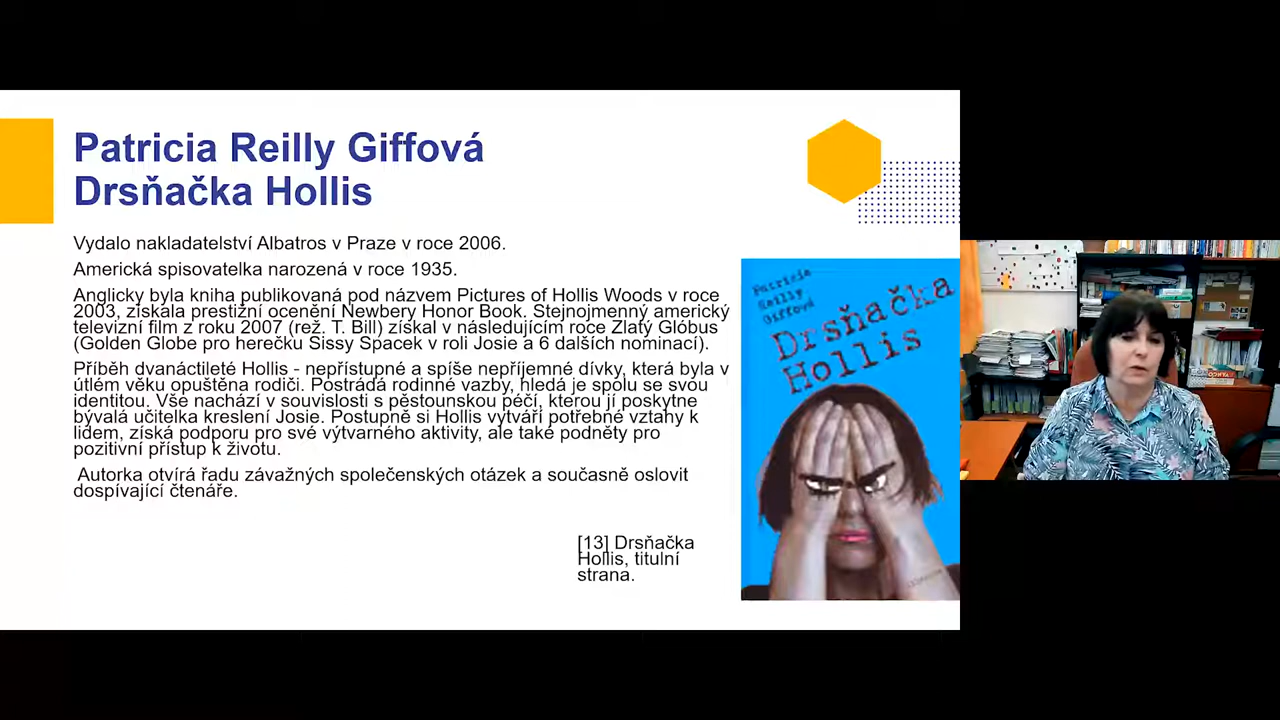 Patricia Reilly Giffová
Drsňačka Hollis
Vydalo nakladatelství Albatros v Praze v roce 2006.
Americká spisovatelka narozená v roce 1935.
Anglicky byla kniha publikovaná pod názvem Pictures of Hollis Woods v roce
2003, získala prestižní ocenění Newbery Honor Book. Stejnojmenný americký
televizní film z roku 2007 (rež. T. Bill) získal v následujícím roce Zlatý Glóbus
(Golden Globe pro herečku Sissy Spacek v roli Josie a 6 dalších nominací).
Příběh dvanáctileté Hollis - nepřístupné a spíše nepříjemné dívky, která byla v
útlém věku opuštěna rodiči. Postrádá rodinné vazby, hledá je spolu se svou
identitou. Vše nachází v souvislosti s pěstounskou péčí, kterou jí poskytne
bývalá učitelka kreslení Josie. Postupně si Hollis vytváří potřebné vztahy k
lidem, získá podporu pro své výtvarného aktivity, ale také podněty pro
pozitivní přístup k životu.
Autorka otvírá řadu závažných společenských otázek a současně oslovit
dospívající čtenáře.
[13] Drsňačka
Hollis, titulní
strana.
Patricia
Reilly
Giffová
Drsňačka
Hollis